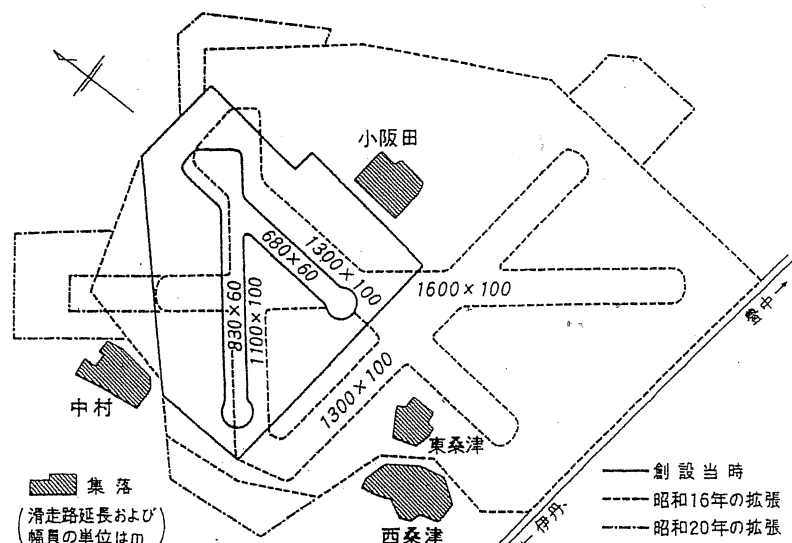 小阪田
1300×100
680×60
1600×100
830×60
1100×100
豊中→
中村
1300×100
東桑津
西桑津
←伊丹
集落
(滑走路延長および
幅員の単位はm
創設当時
昭和16年の拡張
昭和20年の拡張